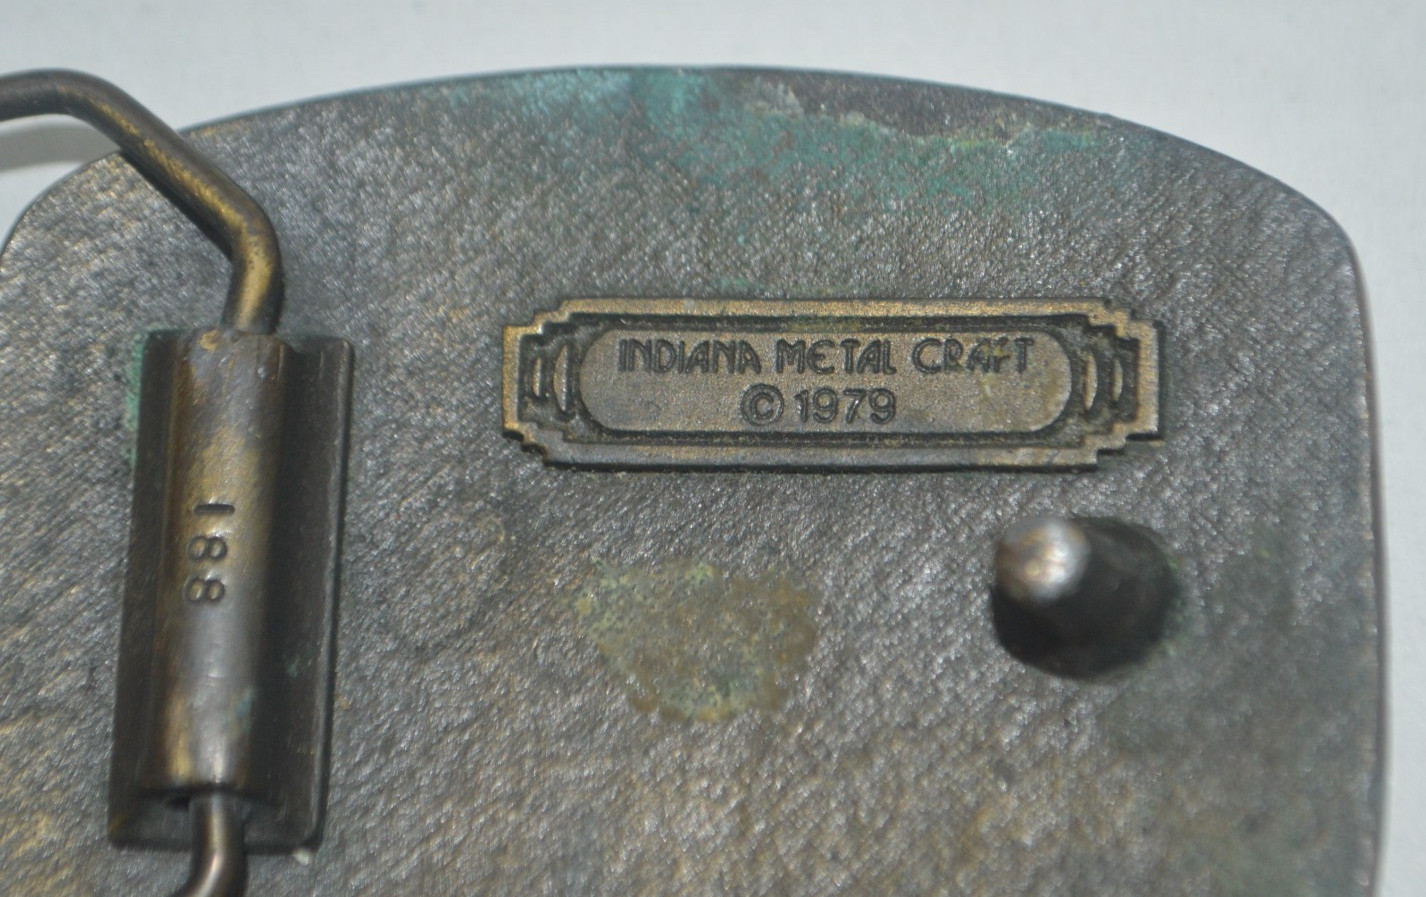 INDIANA METAL CRAFT
© 1979
188